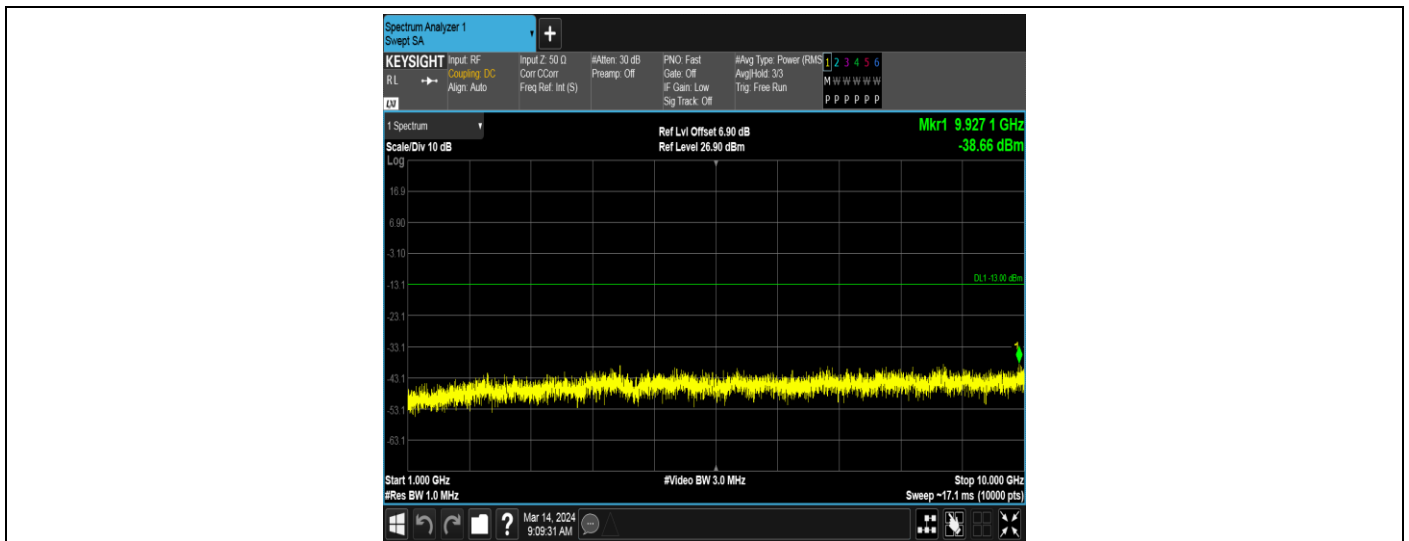 Spectrum Analyzer 1
Swept SA
+
KEYSIGHT
RL
LXI
Input: RF
Coupling: DC
Align: Auto
Input Z: 50 Ω
Corr CCorr
Freq Ref: Int (S)
#Atten: 30 dB
Preamp: Off
PNO: Fast
Gate: Off
IF Gain: Low
Sig Track: Off
#Avg Type: Power (RMS
Avg|Hold: 3/3
Trig: Free Run
1 2 3 4 5 6
M W W W W W
P P P P P P
1 Spectrum
Scale/Div 10 dB
Ref Lvl Offset 6.90 dB
Ref Level 26.90 dBm
Mkr1 9.927 1 GHz
-38.66 dBm
Log
16.9
6.90
-3.10
DL1 -13.00 dBm
-13.1
-23.1
-33.1
1
-43.1
-53.1
-63.1
Start 1.000 GHz
#Res BW 1.0 MHz
#Video BW 3.0 MHz
Stop 10.000 GHz
Sweep ~17.1 ms (10000 pts)
?
Mar 14, 2024
9:09:31 AM